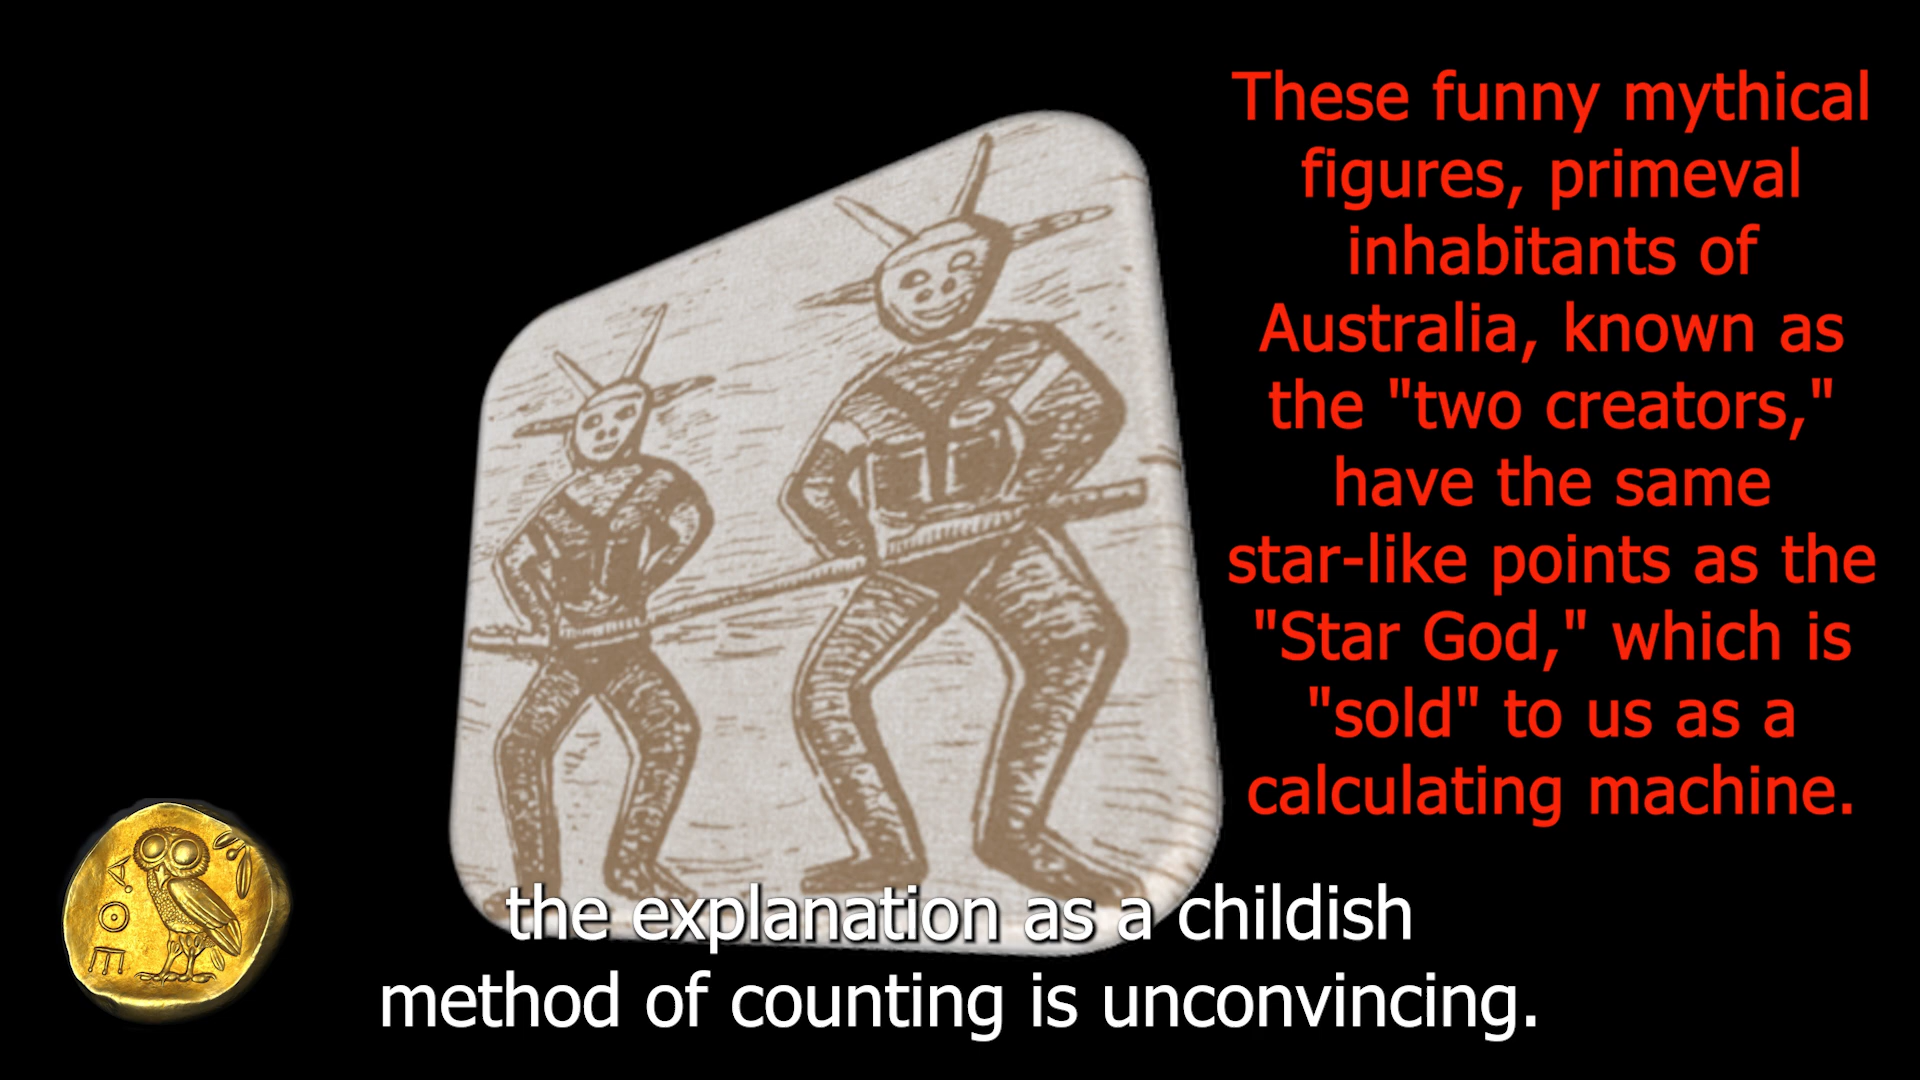 These funny mythical
figures, primeval
inhabitants of
Australia, known as
the "two creators,"
have the same
star-like points as the
"Star God," which is
"sold" to us as a
calculating machine.
ΑΘΕ
the explanation as a childish
method of counting is unconvincing.